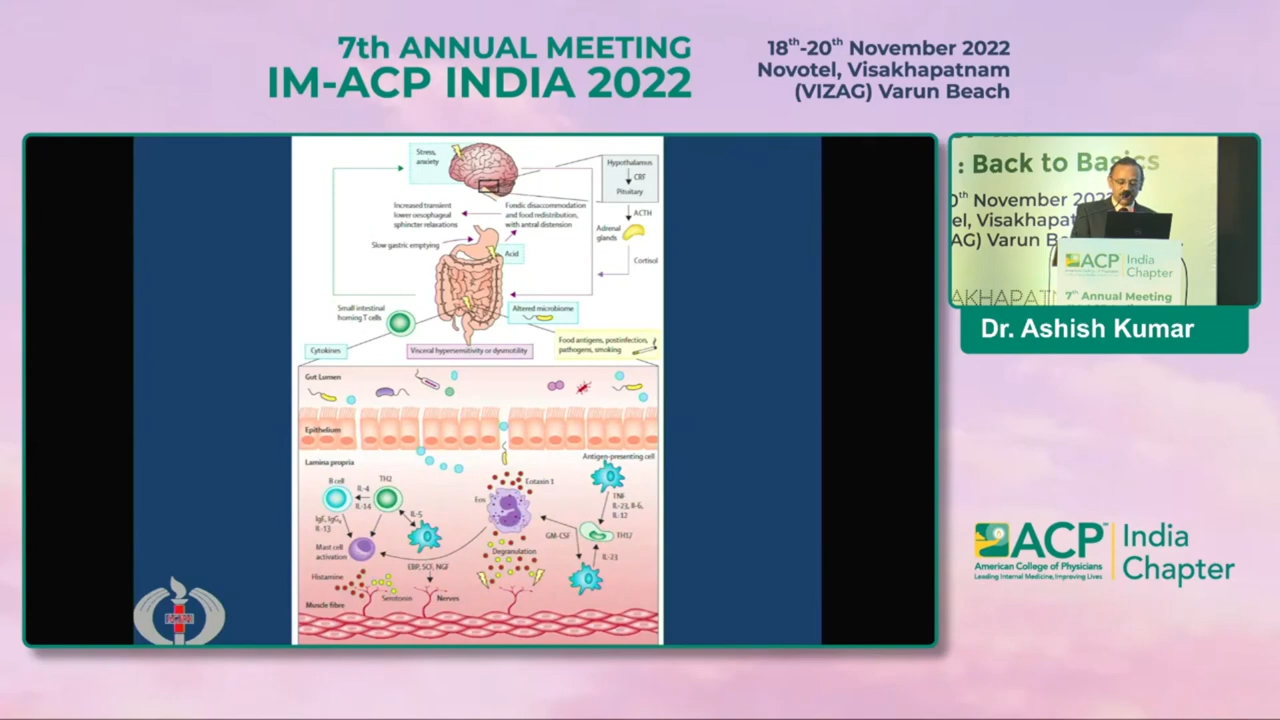 7th ANNUAL MEETING
IM-ACP INDIA 2022
18th-20th November 2022
Novotel, Visakhapatnam
(VIZAG) Varun Beach
Stress,
anxiety
Hypothalamus
CRF
Pituitary
ACTH
Adrenal
glands
Cortisol
Increased transient
lower oesophageal
sphincter relaxations
Fundic disaccommodation
and food redistribution,
with antral distension
Slow gastric emptying
Acid
Small intestinal
homing T cells
Altered microbiome
Cytokines
Visceral hypersensitivity or dysmotility
Food antigens, postinfection,
pathogens, smoking
Gut Lumen
Epithelium
Lamina propria
Antigen-presenting cell
B cell
TH2
IL-4
IL-14
IL-5
IgE, IgG,
IL-13
Mast cell
activation
Eotaxin 1
Eos
TNF
IL-23, IL-6,
IL-12
TH17
GM-CSF
IL-23
Degranulation
EBP, SCF, NGF
Histamine
Serotonin
Nerves
Muscle fibre
: Back to Basics
th November 202
el, Visakhapat
AG) Varun B
ACP India
Chapter
7th Annual Meeting
AKHAPATN
Dr. Ashish Kumar
ACP
American College of Physicians
Leading Internal Medicine, Improving Lives
India
Chapter